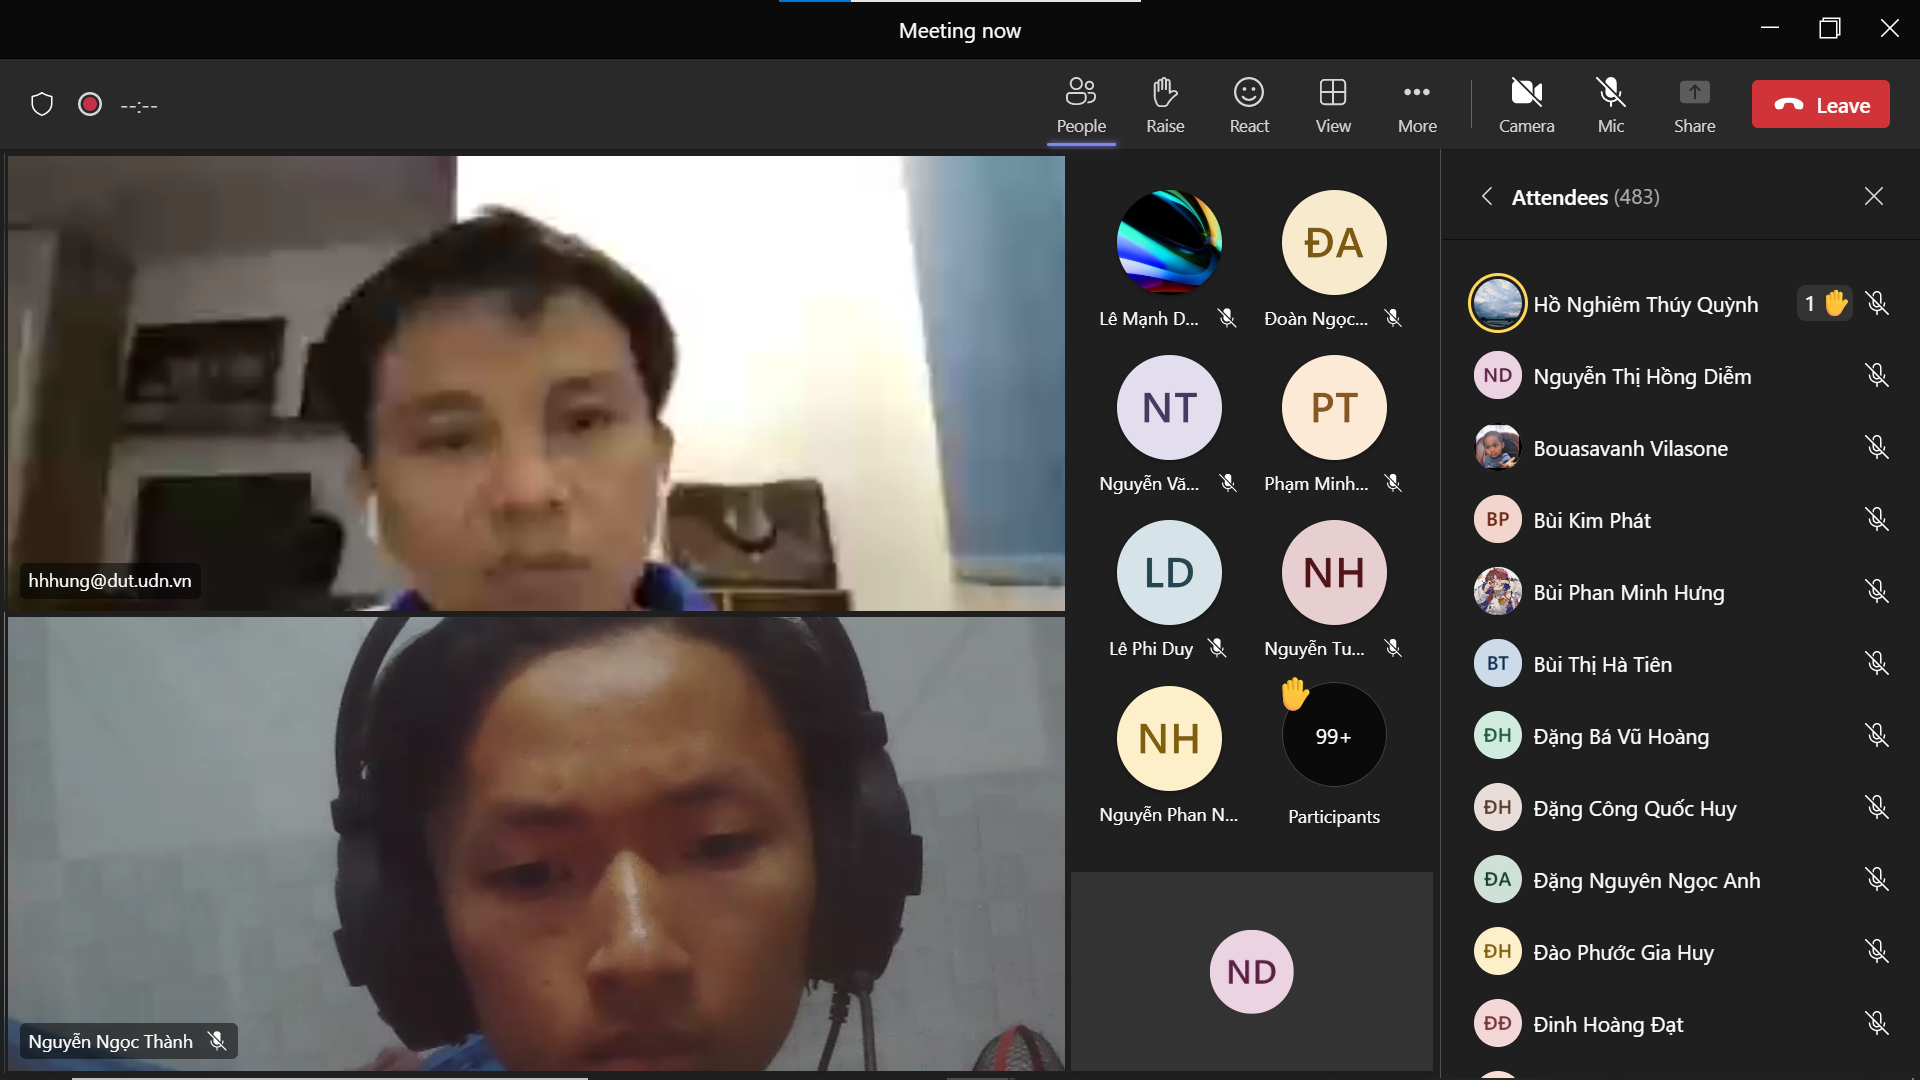 Meeting now
--:--
People
Raise
React
View
More
Camera
Mic
Share
Leave
hhhung@dut.udn.vn
Nguyễn Ngọc Thành
Lê Mạnh D...
ĐA
Đoàn Ngọc...
NT
Nguyễn Vă...
PT
Phạm Minh...
LD
Lê Phi Duy
NH
Nguyễn Tu...
NH
Nguyễn Phan N...
99+
Participants
ND
Attendees (483)
Hồ Nghiêm Thúy Quỳnh 1
ND Nguyễn Thị Hồng Diễm
Bouasavanh Vilasone
BP Bùi Kim Phát
Bùi Phan Minh Hưng
BT Bùi Thị Hà Tiên
ĐH Đặng Bá Vũ Hoàng
ĐH Đặng Công Quốc Huy
ĐA Đặng Nguyên Ngọc Anh
ĐH Đào Phước Gia Huy
ĐĐ Đinh Hoàng Đạt